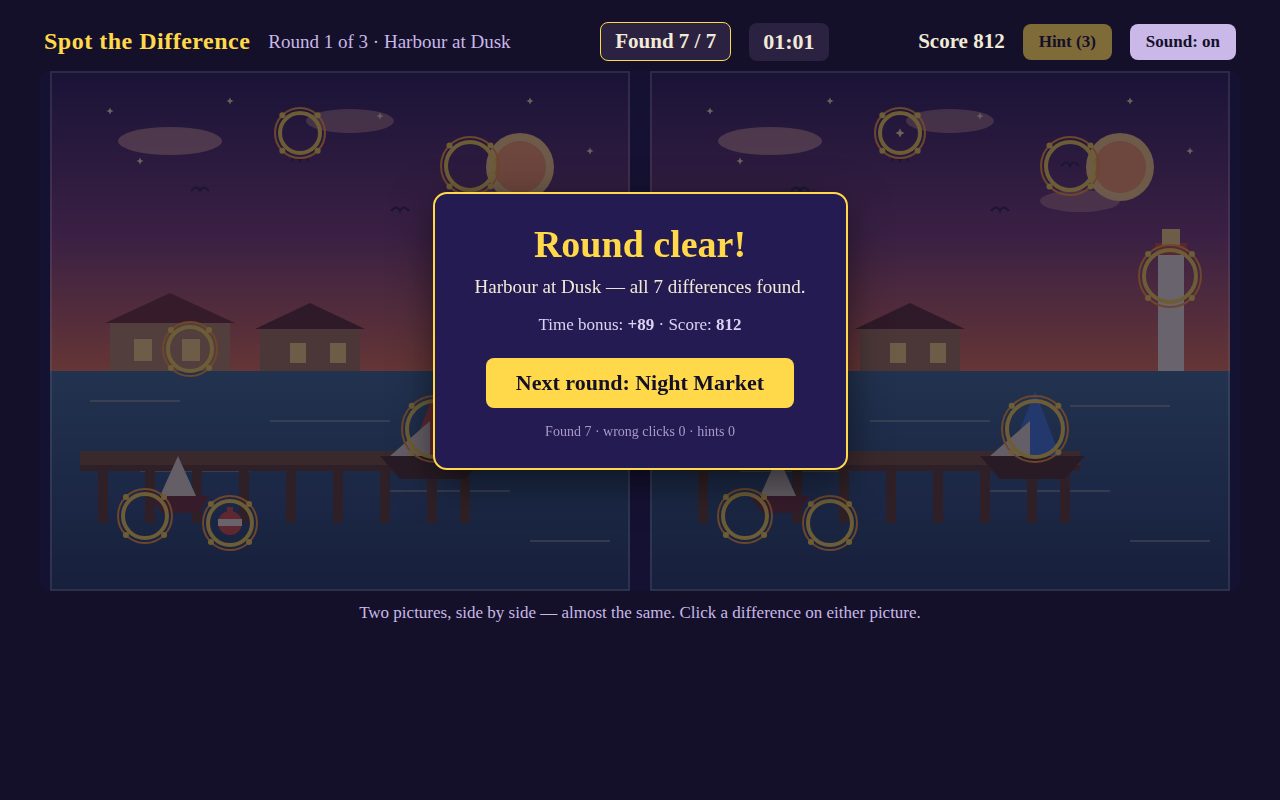 Spot the Difference
Round 1 of 3 · Harbour at Dusk
Found 7 / 7
01:01
Score 812
Hint (3)
Sound: on
Round clear!
Harbour at Dusk — all 7 differences found.
Time bonus: +89 · Score: 812
Next round: Night Market
Found 7 · wrong clicks 0 · hints 0
Two pictures, side by side — almost the same. Click a difference on either picture.